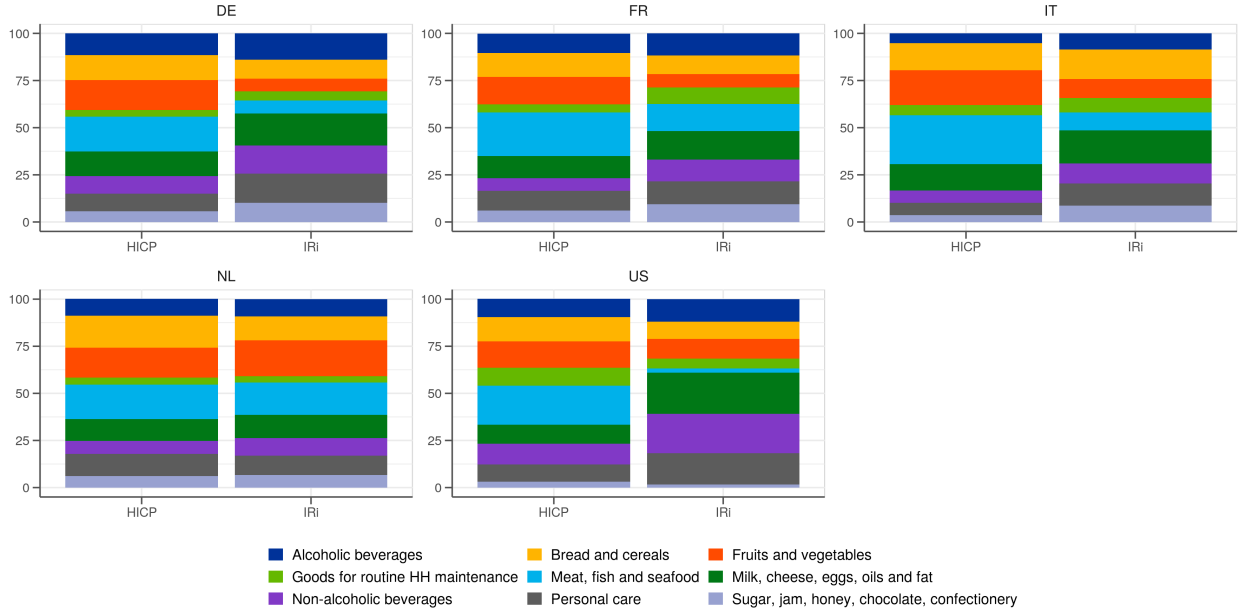 DE
FR
IT
100
75
50
25
0
HICP
IRi
100
75
50
25
0
HICP
IRi
100
75
50
25
0
HICP
IRi
NL
US
100
75
50
25
0
HICP
IRi
100
75
50
25
0
HICP
IRi
Alcoholic beverages
Bread and cereals
Fruits and vegetables
Goods for routine HH maintenance
Meat, fish and seafood
Milk, cheese, eggs, oils and fat
Non-alcoholic beverages
Personal care
Sugar, jam, honey, chocolate, confectionery